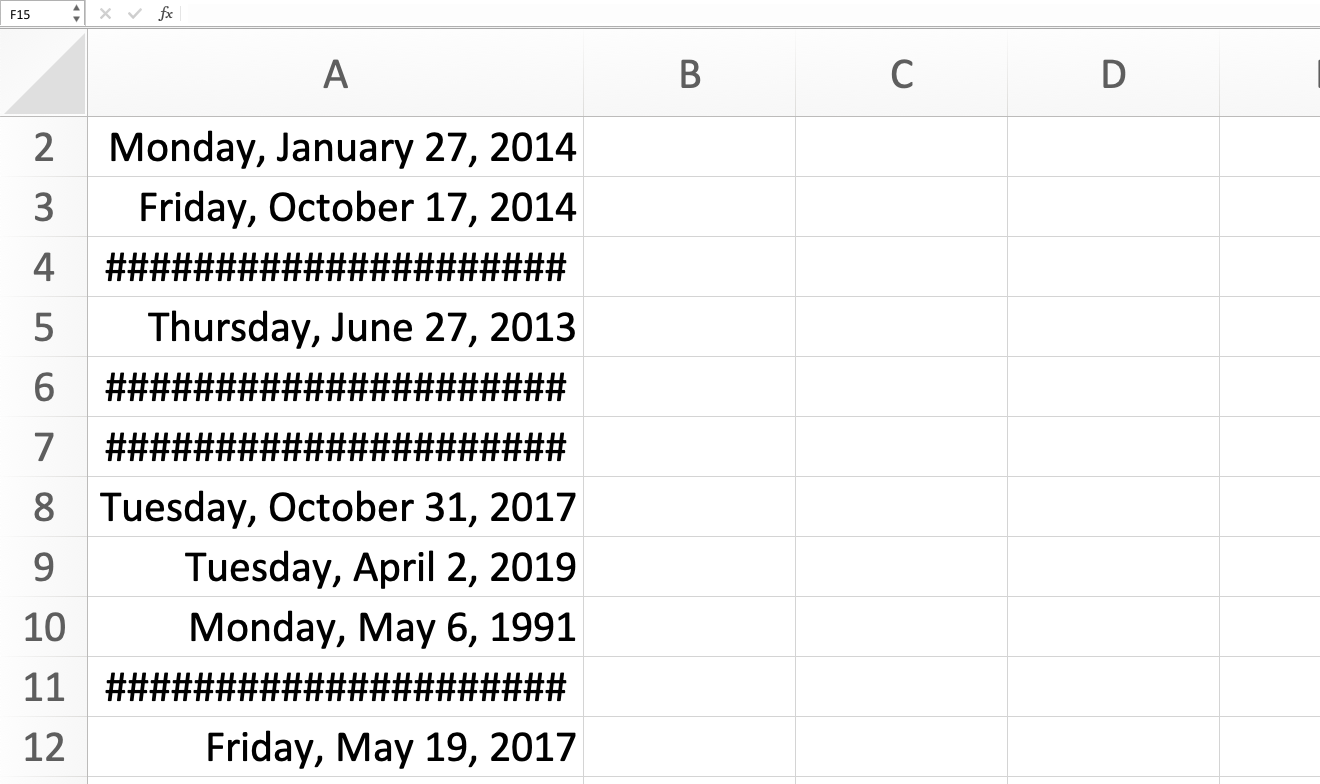 F15 fx
A B C D
2 Monday, January 27, 2014
3 Friday, October 17, 2014
4 #####################
5 Thursday, June 27, 2013
6 #####################
7 #####################
8 Tuesday, October 31, 2017
9 Tuesday, April 2, 2019
10 Monday, May 6, 1991
11 #####################
12 Friday, May 19, 2017